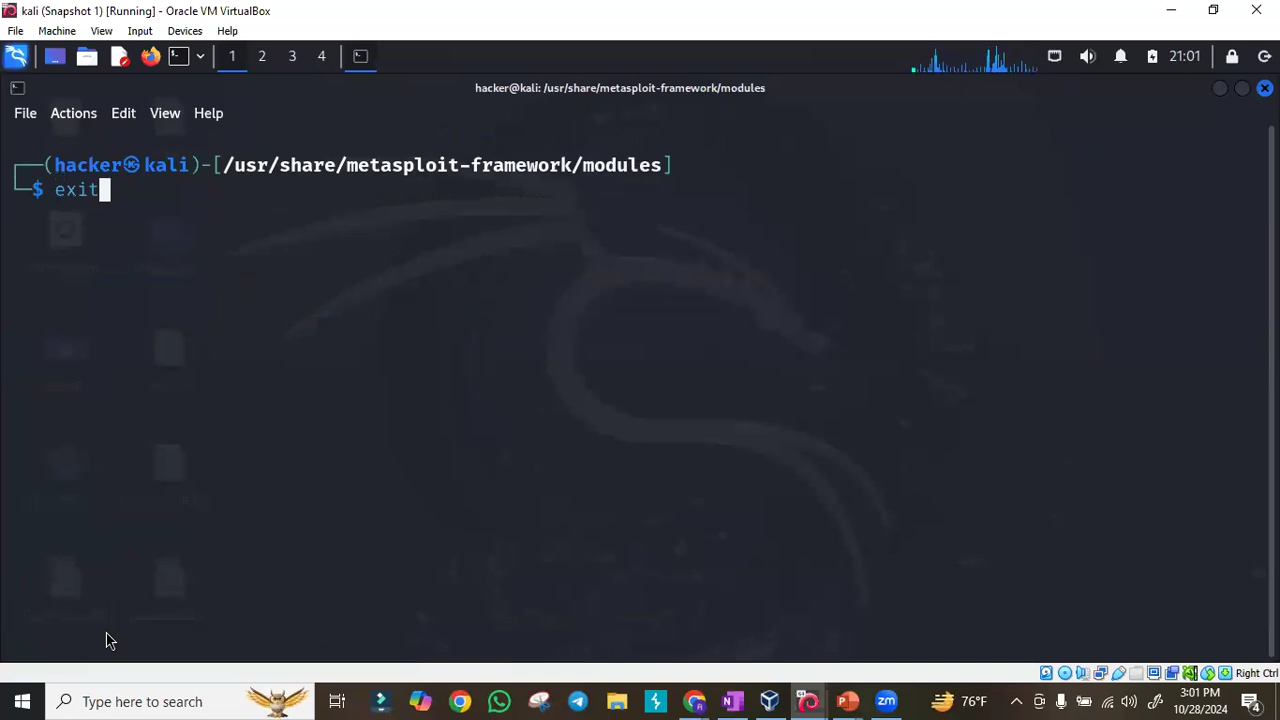 kali (Snapshot 1) [Running] - Oracle VM VirtualBox
File Machine View Input Devices Help
1 2 3 4 21:01
hacker@kali: /usr/share/metasploit-framework/modules
File Actions Edit View Help
(hacker㉿kali)-[/usr/share/metasploit-framework/modules]
$ exit
Right Ctrl
Type here to search
76°F
3:01 PM
10/28/2024
4